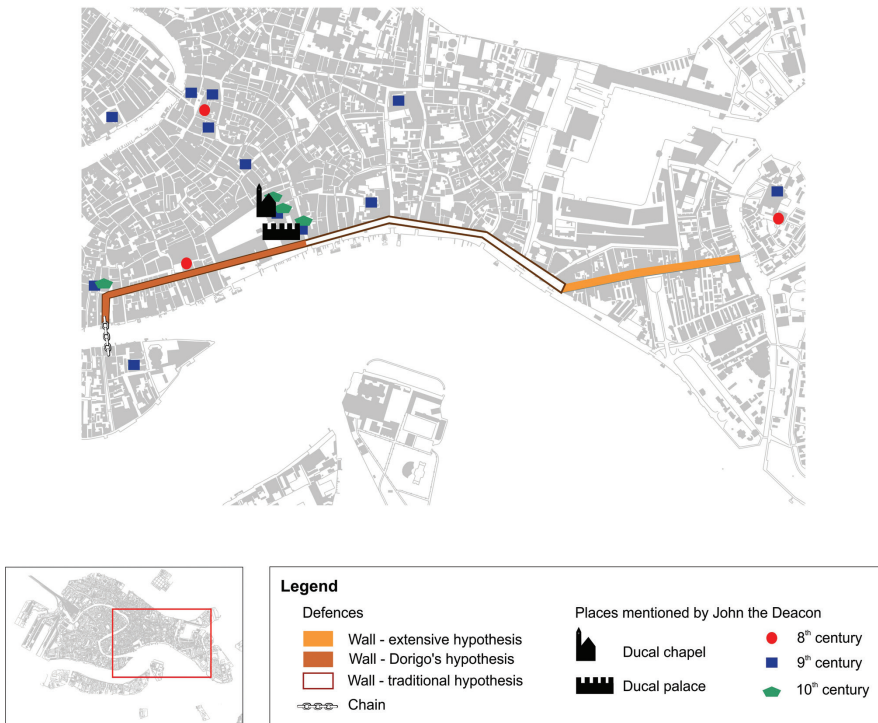 Legend
Defences
Wall - extensive hypothesis
Wall - Dorigo's hypothesis
Wall - traditional hypothesis
Chain
Places mentioned by John the Deacon
Ducal chapel
Ducal palace
8th century
9th century
10th century